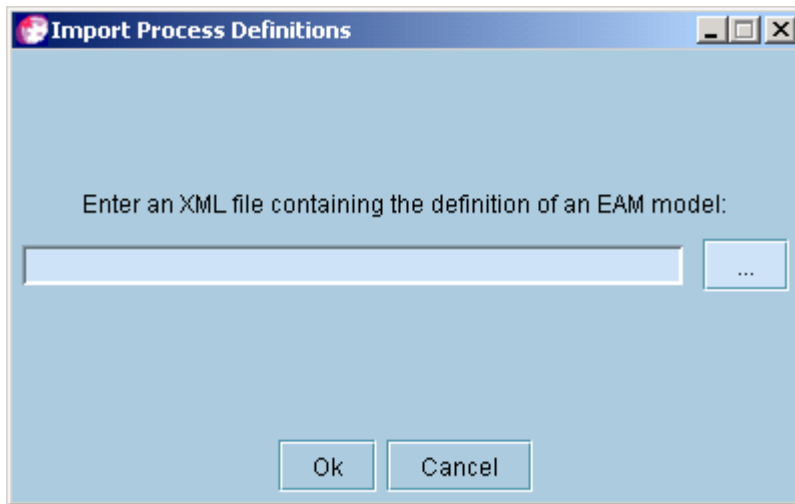 Import Process Definitions
Enter an XML file containing the definition of an EAM model:
...
Ok Cancel